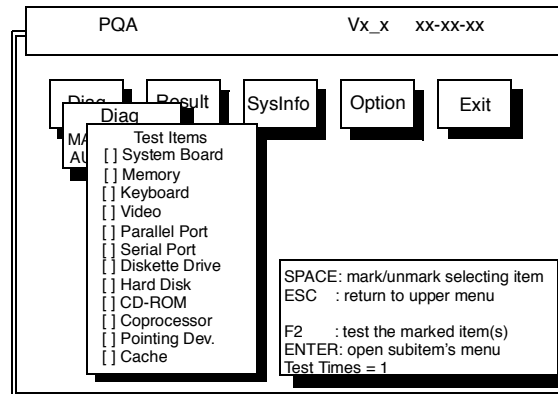 PQA Vx_x xx-xx-xx
Diag Result SysInfo Option Exit
Diag
MA
AU
Test Items
[ ] System Board
[ ] Memory
[ ] Keyboard
[ ] Video
[ ] Parallel Port
[ ] Serial Port
[ ] Diskette Drive
[ ] Hard Disk
[ ] CD-ROM
[ ] Coprocessor
[ ] Pointing Dev.
[ ] Cache
SPACE: mark/unmark selecting item
ESC : return to upper menu
F2 : test the marked item(s)
ENTER: open subitem's menu
Test Times = 1